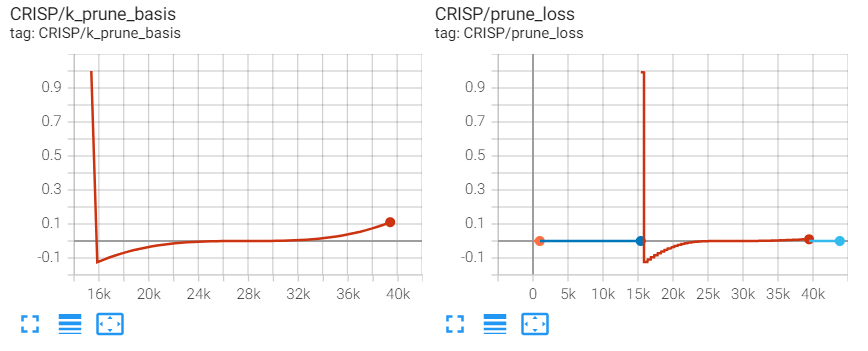 CRISP/k_prune_basis
tag: CRISP/k_prune_basis
0.9
0.7
0.5
0.3
0.1
-0.1
16k 20k 24k 28k 32k 36k 40k
CRISP/prune_loss
tag: CRISP/prune_loss
0.9
0.7
0.5
0.3
0.1
-0.1
0 5k 10k 15k 20k 25k 30k 35k 40k